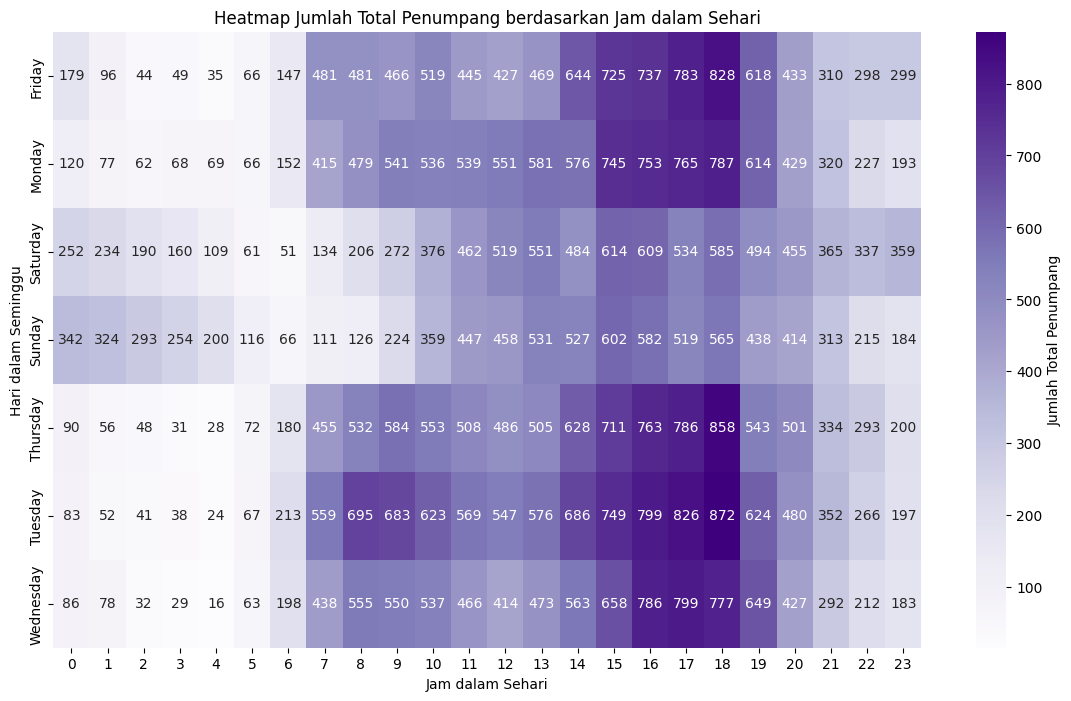 Heatmap Jumlah Total Penumpang berdasarkan Jam dalam Sehari
Hari dalam Seminggu
Friday 179 96 44 49 35 66 147 481 481 466 519 445 427 469 644 725 737 783 828 618 433 310 298 299
Monday 120 77 62 68 69 66 152 415 479 541 536 539 551 581 576 745 753 765 787 614 429 320 227 193
Saturday 252 234 190 160 109 61 51 134 206 272 376 462 519 551 484 614 609 534 585 494 455 365 337 359
Sunday 342 324 293 254 200 116 66 111 126 224 359 447 458 531 527 602 582 519 565 438 414 313 215 184
Thursday 90 56 48 31 28 72 180 455 532 584 553 508 486 505 628 711 763 786 858 543 501 334 293 200
Tuesday 83 52 41 38 24 67 213 559 695 683 623 569 547 576 686 749 799 826 872 624 480 352 266 197
Wednesday 86 78 32 29 16 63 198 438 555 550 537 466 414 473 563 658 786 799 777 649 427 292 212 183
0 1 2 3 4 5 6 7 8 9 10 11 12 13 14 15 16 17 18 19 20 21 22 23
Jam dalam Sehari
800
700
600
500
400
300
200
100
Jumlah Total Penumpang